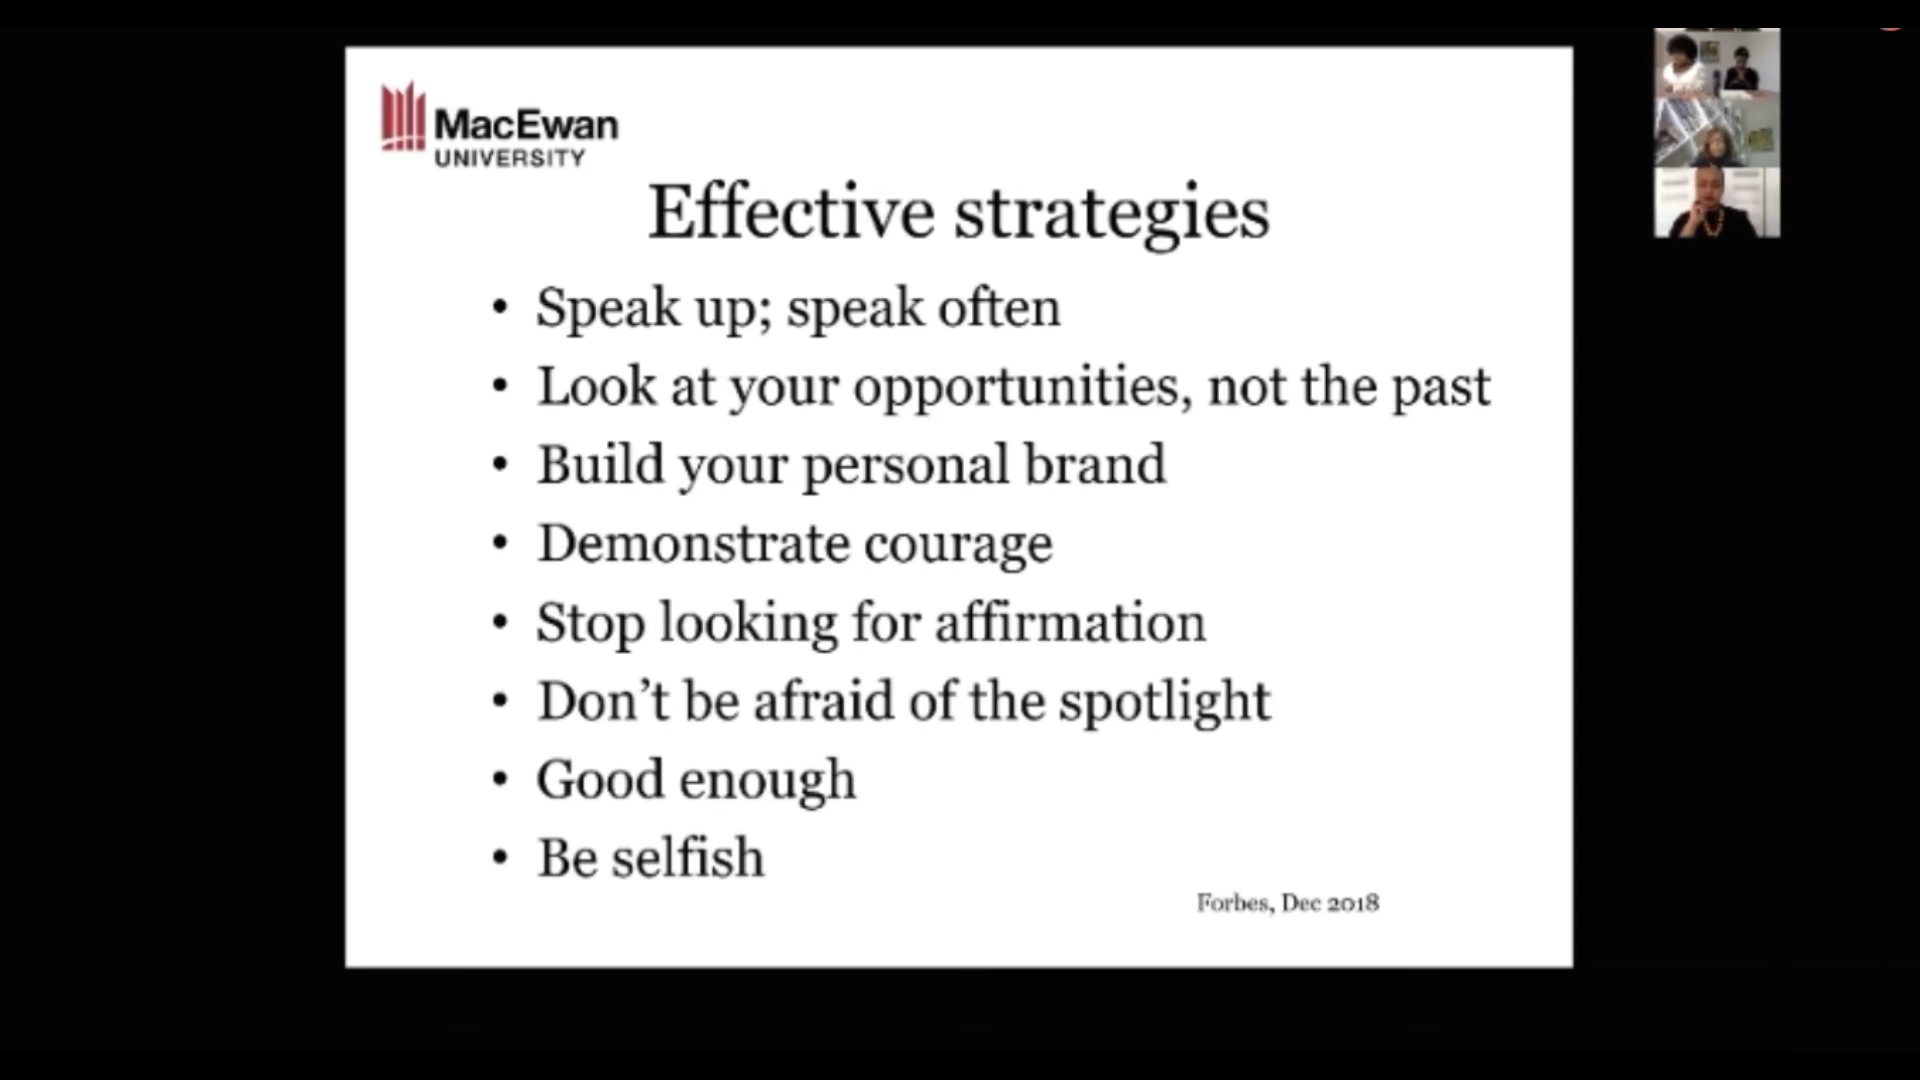 MacEwan
UNIVERSITY
Effective strategies
• Speak up; speak often
• Look at your opportunities, not the past
• Build your personal brand
• Demonstrate courage
• Stop looking for affirmation
• Don’t be afraid of the spotlight
• Good enough
• Be selfish
Forbes, Dec 2018